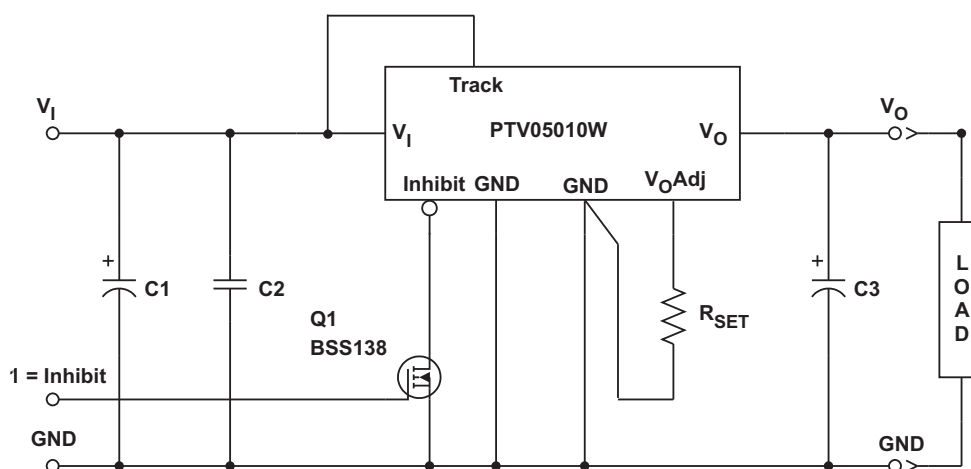 Track
V_I
V_I
PTV05010W
V_O
V_O
Inhibit
GND
GND
V_OAdj
+
C1
C2
+
C3
L
O
A
D
R_SET
Q1
BSS138
1 = Inhibit
GND
GND